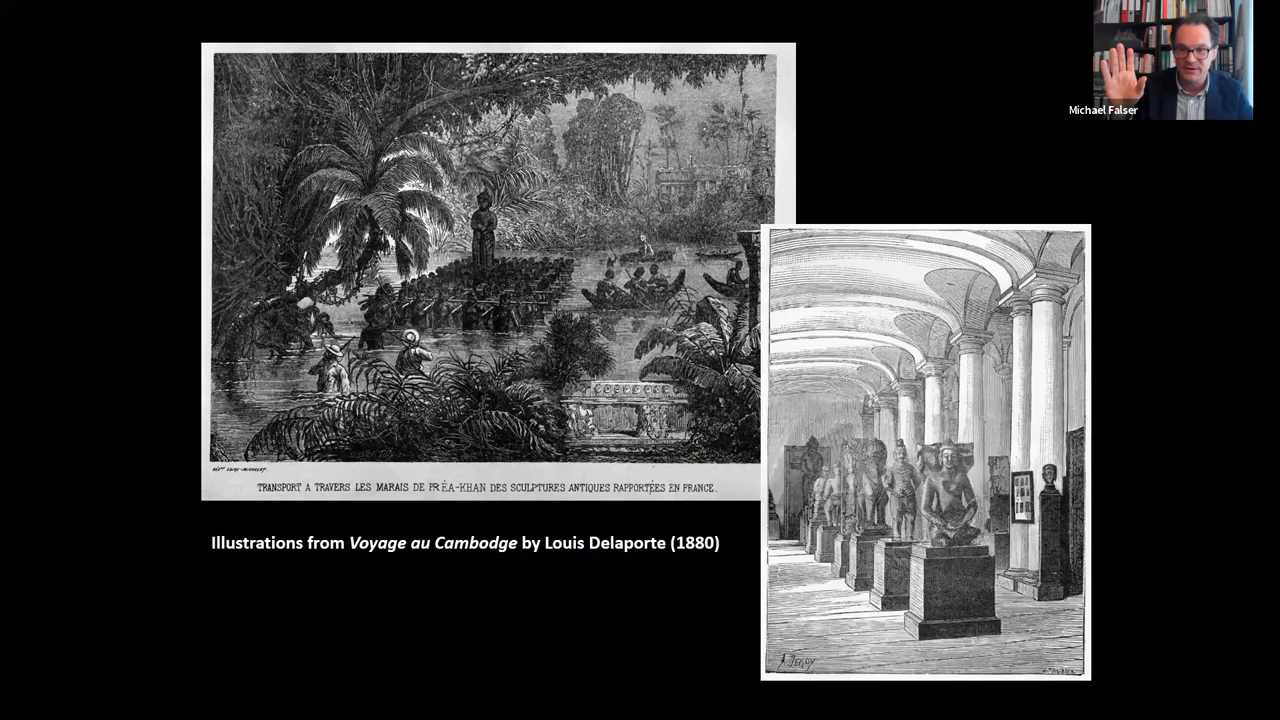 Michael Falser
TRANSPORT A TRAVERS LES MARAIS DE PRÉA-KHAN DES SCULPTURES ANTIQUES RAPPORTÉES EN FRANCE.
Illustrations from Voyage au Cambodge by Louis Delaporte (1880)